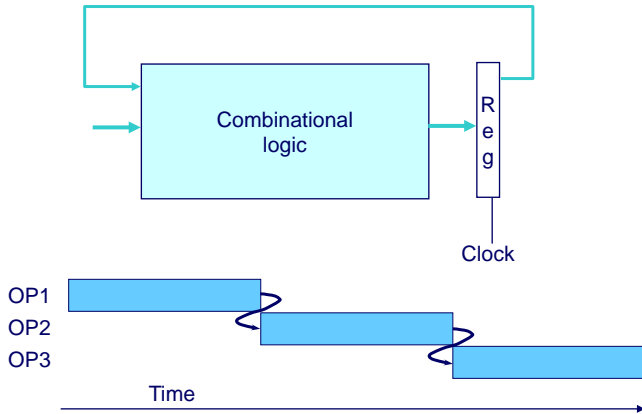 Combinational
logic
R
e
g
Clock
OP1
OP2
OP3
Time